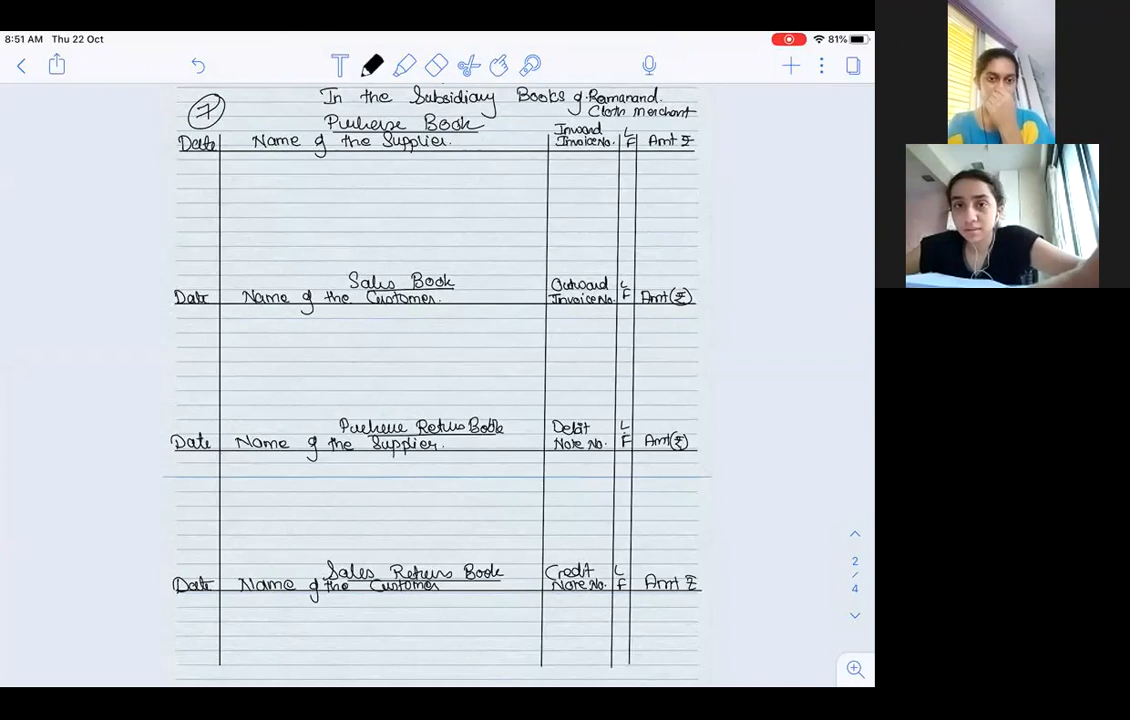 8:51 AM Thu 22 Oct
81%
T
7
In the Subsidiary Books of Ramanand
Cloth Merchant
Purchase Book
Date Name of the Supplier. Inward Invoice No. L F Amt ₹
Sales Book
Date Name of the Customer. Outward Invoice No. L F Amt (₹)
Purchase Return Book
Date Name of the Supplier. Debit Note No. L F Amt (₹)
Sales Return Book
Date Name of the Customer Credit Note No. L F Amt ₹
2
/
4